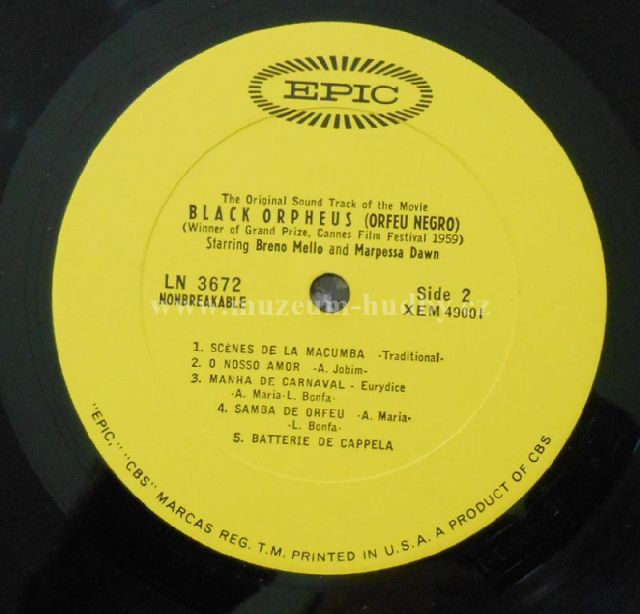 EPIC
The Original Sound Track of the Movie
BLACK ORPHEUS (ORFEU NEGRO)
(Winner of Grand Prize, Cannes Film Festival 1959)
Starring Breno Mello and Marpessa Dawn
LN 3672
NONBREAKABLE
Side 2
XEM 49001
www.muzeum-hudby.cz
1. SCÈNES DE LA MACUMBA -Traditional-
2. O NOSSO AMOR -A. Jobim-
3. MANHA DE CARNAVAL - Eurydice
-A. Maria-L. Bonfa-
4. SAMBA DE ORFEU -A. Maria-
-L. Bonfa-
5. BATTERIE DE CAPPELA
"EPIC," "CBS" MARCAS REG. T.M. PRINTED IN U.S.A. A PRODUCT OF CBS